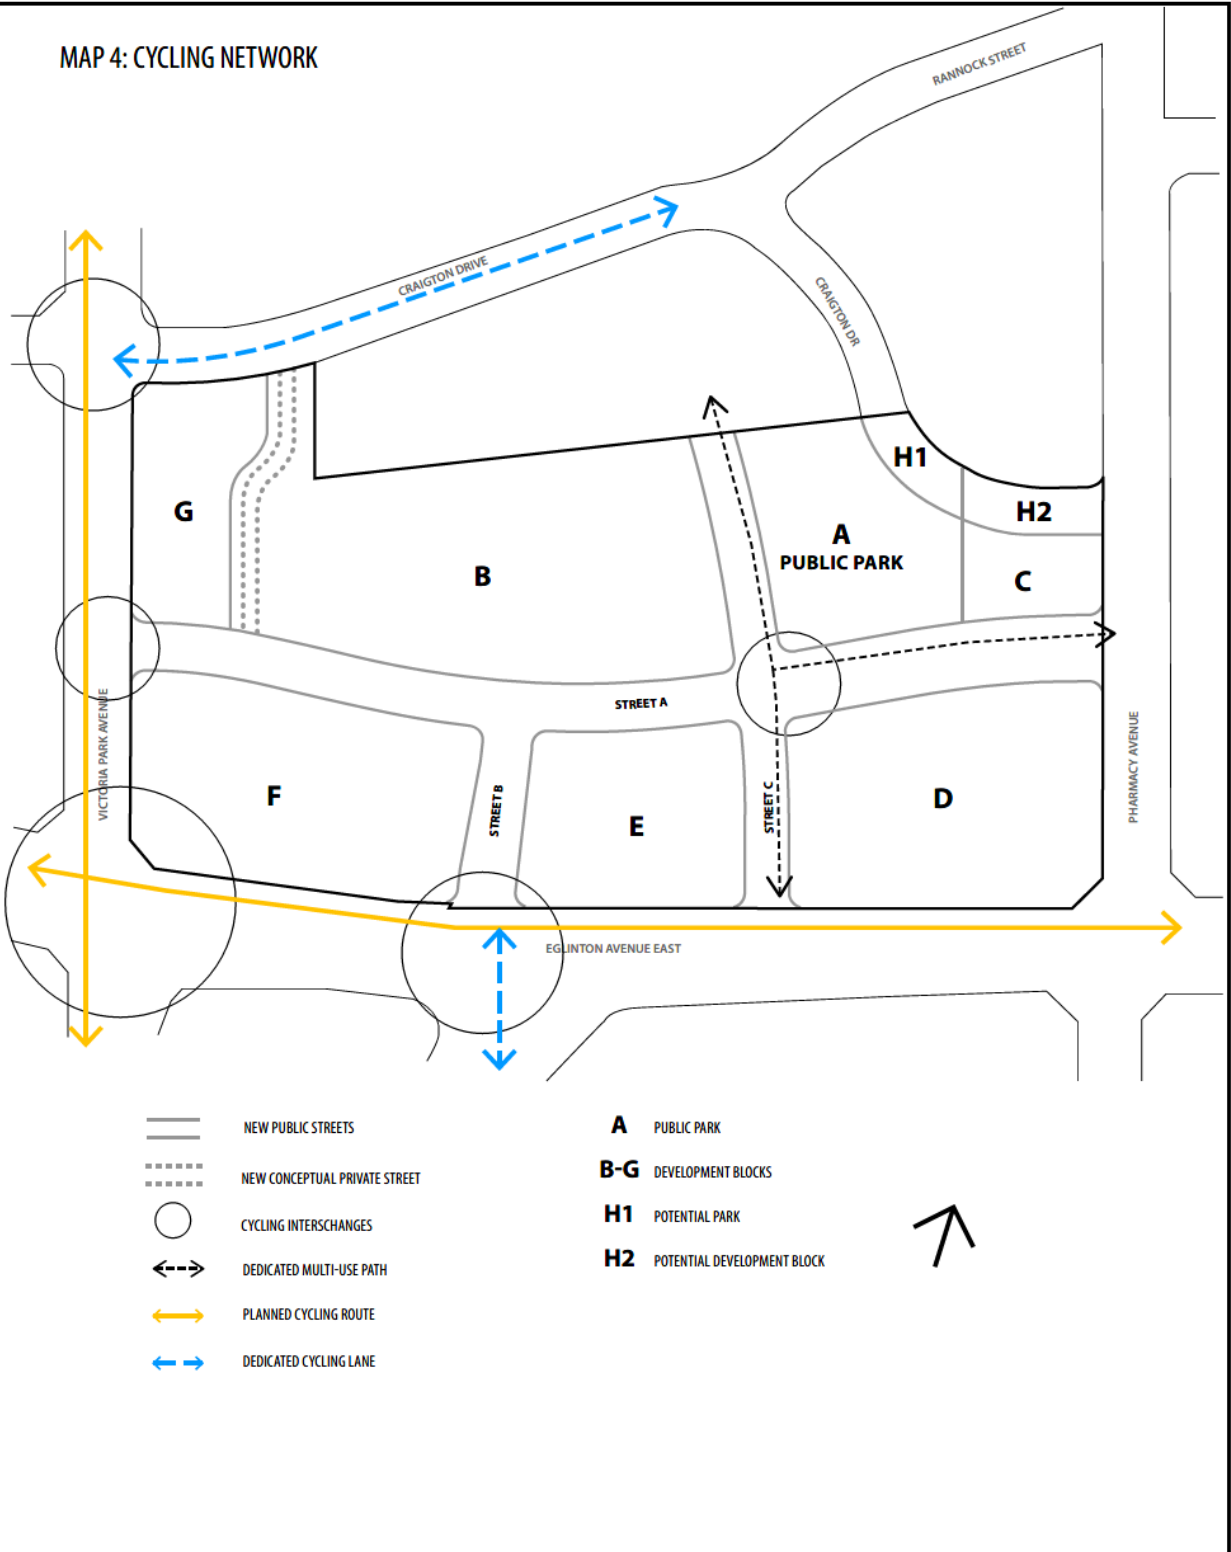 MAP 4: CYCLING NETWORK
RANNOCK STREET
CRAIGTON DRIVE
CRAIGTON DR
H1
G
H2
A
PUBLIC PARK
B
C
STREET A
VICTORIA PARK AVENUE
PHARMACY AVENUE
F
STREET B
E
STREET C
D
EGLINTON AVENUE EAST
NEW PUBLIC STREETS
NEW CONCEPTUAL PRIVATE STREET
CYCLING INTERSCHANGES
DEDICATED MULTI-USE PATH
PLANNED CYCLING ROUTE
DEDICATED CYCLING LANE
A PUBLIC PARK
B-G DEVELOPMENT BLOCKS
H1 POTENTIAL PARK
H2 POTENTIAL DEVELOPMENT BLOCK